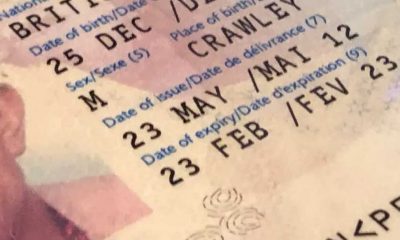 BRITI
Date of birth/Date
Place of birth/
25 DEC /D
Sex/Sexe (5)
M
CRAWLEY
Date of issue/Date de délivrance (7)
23 MAY /MAI 12
Date of expiry/Date d'expiration (9)
23 FEB /FEV 23
N<PE